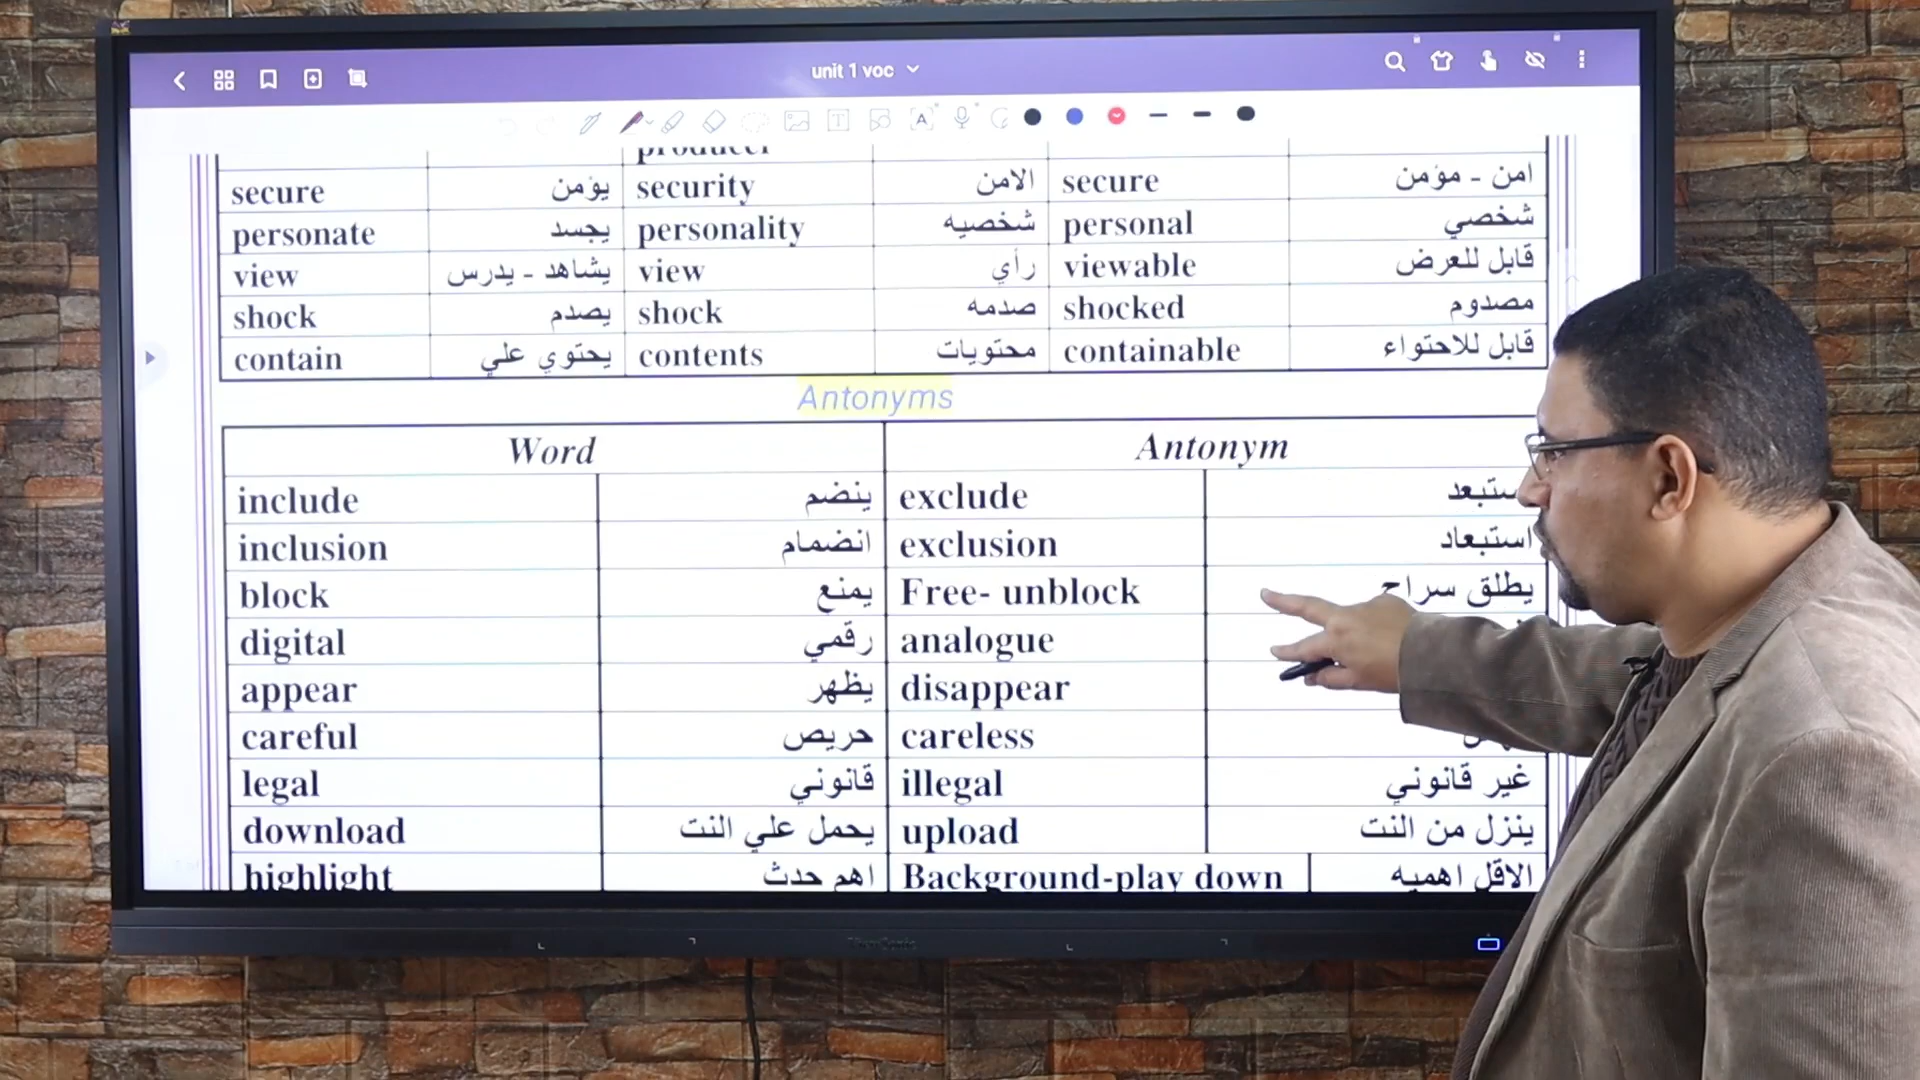 unit 1 voc
producer
secure يؤمن security الامن secure امن - مؤمن
personate يجسد personality شخصيه personal شخصي
view يشاهد - يدرس view رأي viewable قابل للعرض
shock يصدم shock صدمه shocked مصدوم
contain يحتوي علي contents محتويات containable قابل للاحتواء
Antonyms
Word Antonym
include ينضم exclude
inclusion انضمام exclusion استبعاد
block يمنع Free- unblock يطلق سراح
digital رقمي analogue
appear يظهر disappear
careful حريص careless
legal قانوني illegal غير قانوني
download يحمل علي النت upload ينزل من النت
highlight اهم حدث Background-play down الاقل اهميه
ViewSonic